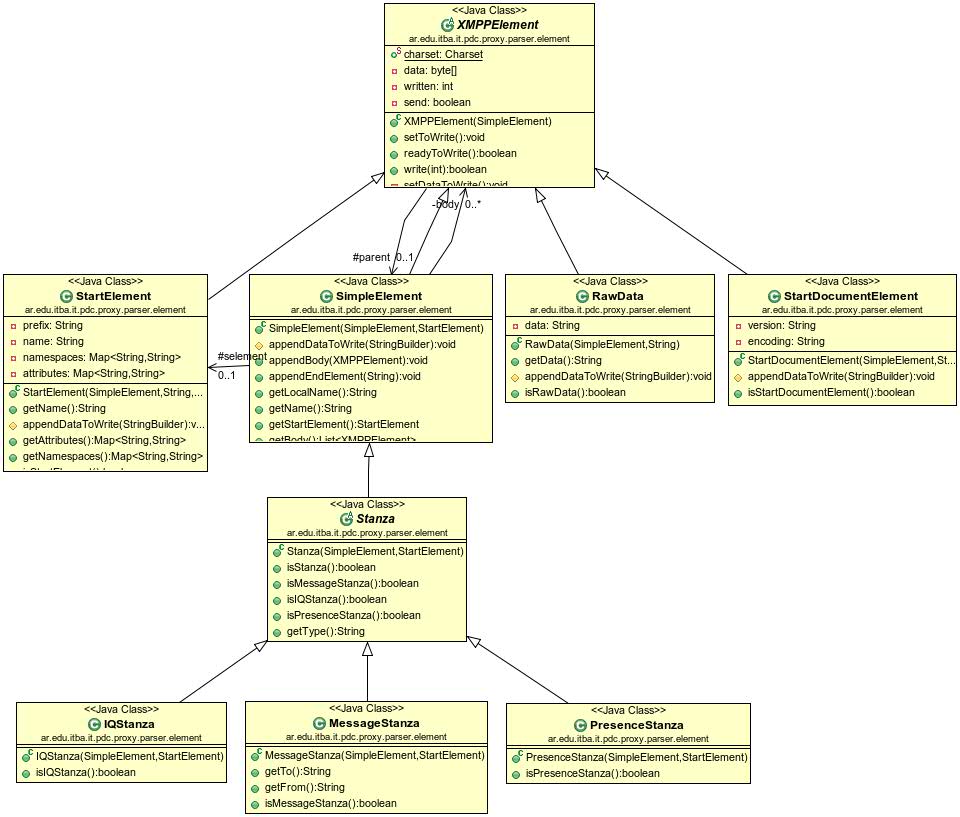 <<Java Class>>
XMPPElement
ar.edu.itba.it.pdc.proxy.parser.element
charset: Charset
data: byte[]
written: int
send: boolean
XMPPElement(SimpleElement)
setToWrite():void
readyToWrite():boolean
write(int):boolean
setDataToWrite():void
-body 0..*
#parent 0..1
<<Java Class>>
StartElement
ar.edu.itba.it.pdc.proxy.parser.element
prefix: String
name: String
namespaces: Map<String,String>
attributes: Map<String,String>
StartElement(SimpleElement,String,...
getName():String
appendDataToWrite(StringBuilder):v...
getAttributes():Map<String,String>
getNamespaces():Map<String,String>
#selement
0..1
<<Java Class>>
SimpleElement
ar.edu.itba.it.pdc.proxy.parser.element
SimpleElement(SimpleElement,StartElement)
appendDataToWrite(StringBuilder):void
appendBody(XMPPElement):void
appendEndElement(String):void
getLocalName():String
getName():String
getStartElement():StartElement
getBody():List<XMPPElement>
<<Java Class>>
RawData
ar.edu.itba.it.pdc.proxy.parser.element
data: String
RawData(SimpleElement,String)
getData():String
appendDataToWrite(StringBuilder):void
isRawData():boolean
<<Java Class>>
StartDocumentElement
ar.edu.itba.it.pdc.proxy.parser.element
version: String
encoding: String
StartDocumentElement(SimpleElement,St...
appendDataToWrite(StringBuilder):void
isStartDocumentElement():boolean
<<Java Class>>
Stanza
ar.edu.itba.it.pdc.proxy.parser.element
Stanza(SimpleElement,StartElement)
isStanza():boolean
isMessageStanza():boolean
isIQStanza():boolean
isPresenceStanza():boolean
getType():String
<<Java Class>>
IQStanza
ar.edu.itba.it.pdc.proxy.parser.element
IQStanza(SimpleElement,StartElement)
isIQStanza():boolean
<<Java Class>>
MessageStanza
ar.edu.itba.it.pdc.proxy.parser.element
MessageStanza(SimpleElement,StartElement)
getTo():String
getFrom():String
isMessageStanza():boolean
<<Java Class>>
PresenceStanza
ar.edu.itba.it.pdc.proxy.parser.element
PresenceStanza(SimpleElement,StartElement)
isPresenceStanza():boolean